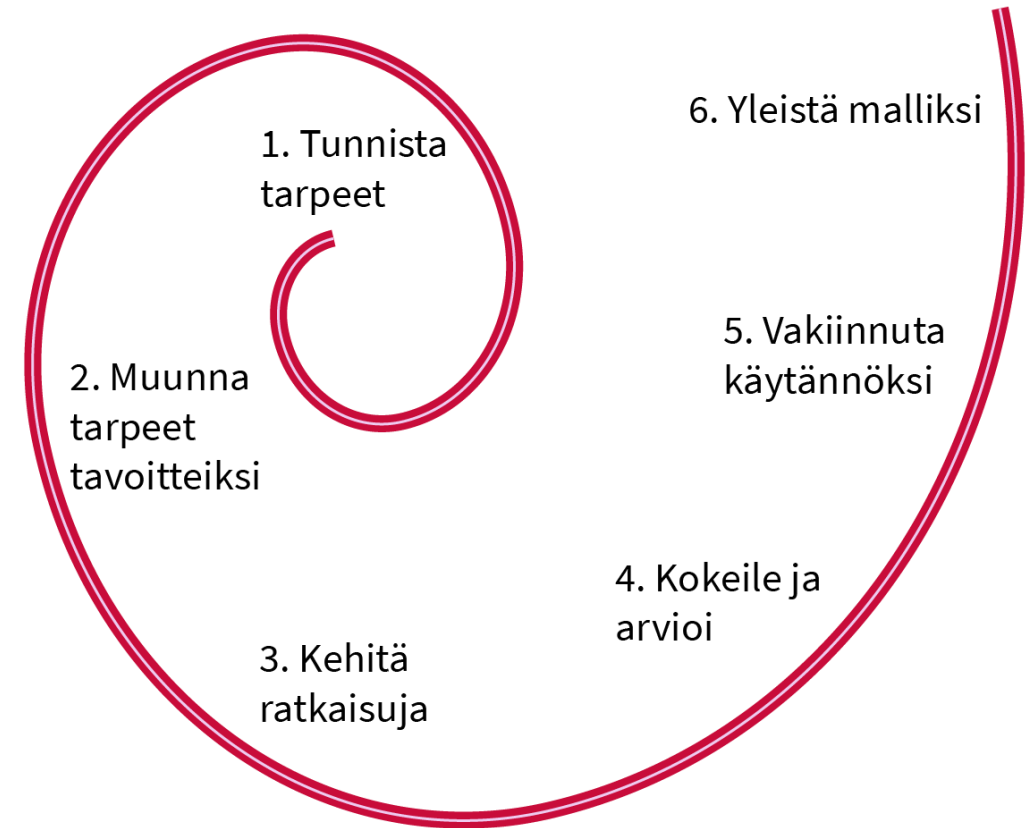 1. Tunnista
tarpeet
2. Muunna
tarpeet
tavoitteiksi
3. Kehitä
ratkaisuja
4. Kokeile ja
arvioi
5. Vakiinnuta
käytännöksi
6. Yleistä malliksi